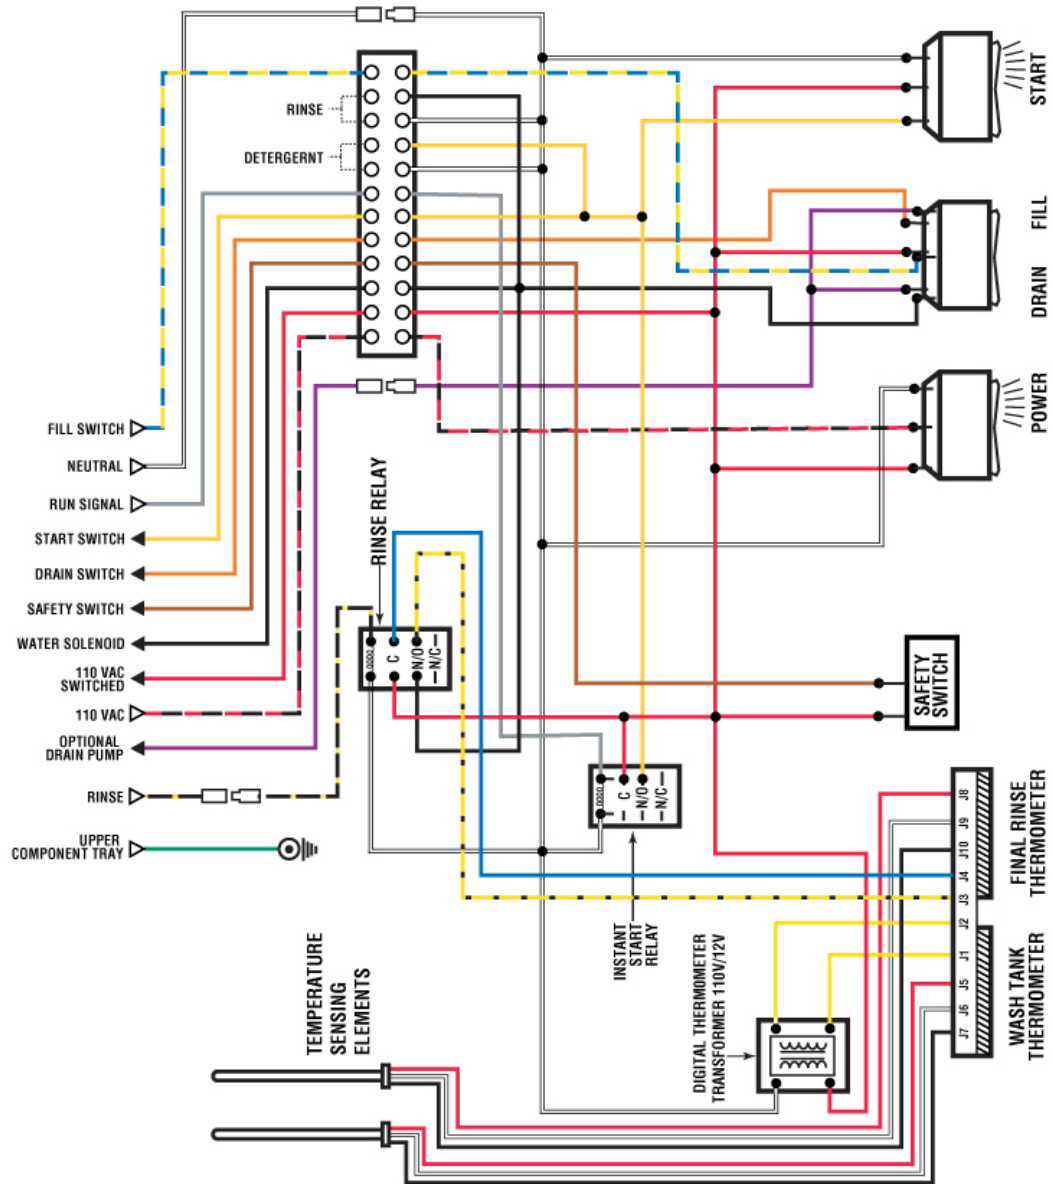 START
RINSE
DETERGERNT
FILL
DRAIN
POWER
FILL SWITCH
NEUTRAL
RUN SIGNAL
START SWITCH
DRAIN SWITCH
SAFETY SWITCH
WATER SOLENOID
110 VAC
SWITCHED
110 VAC
OPTIONAL
DRAIN PUMP
RINSE
UPPER
COMPONENT TRAY
RINSE RELAY
C
N/O
N/C
SAFETY
SWITCH
C
N/O
N/C
INSTANT
START
RELAY
J8
J9
J10
J4
J3
J2
J1
J5
J6
J7
FINAL RINSE
THERMOMETER
WASH TANK
THERMOMETER
DIGITAL THERMOMETER
TRANSFORMER 110V/12V
TEMPERATURE
SENSING
ELEMENTS